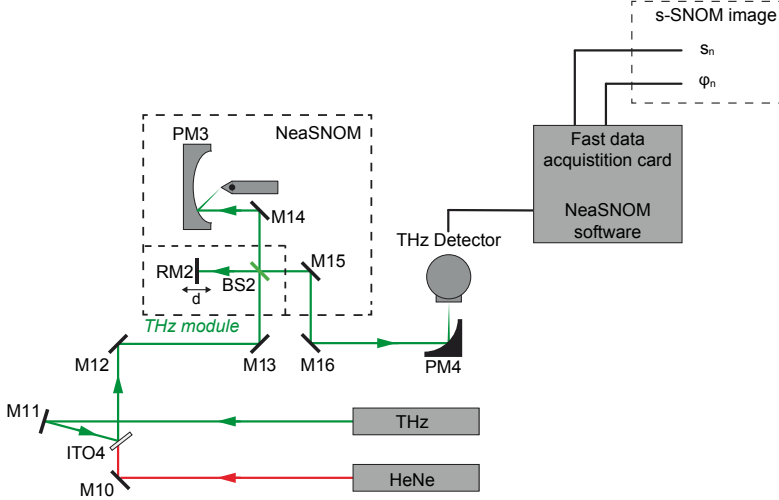 s-SNOM image
sn
φn
Fast data
acquistition card
NeaSNOM
software
NeaSNOM
PM3
M14
THz Detector
M15
RM2
BS2
d
THz module
M12
M13
M16
PM4
M11
THz
ITO4
M10
HeNe